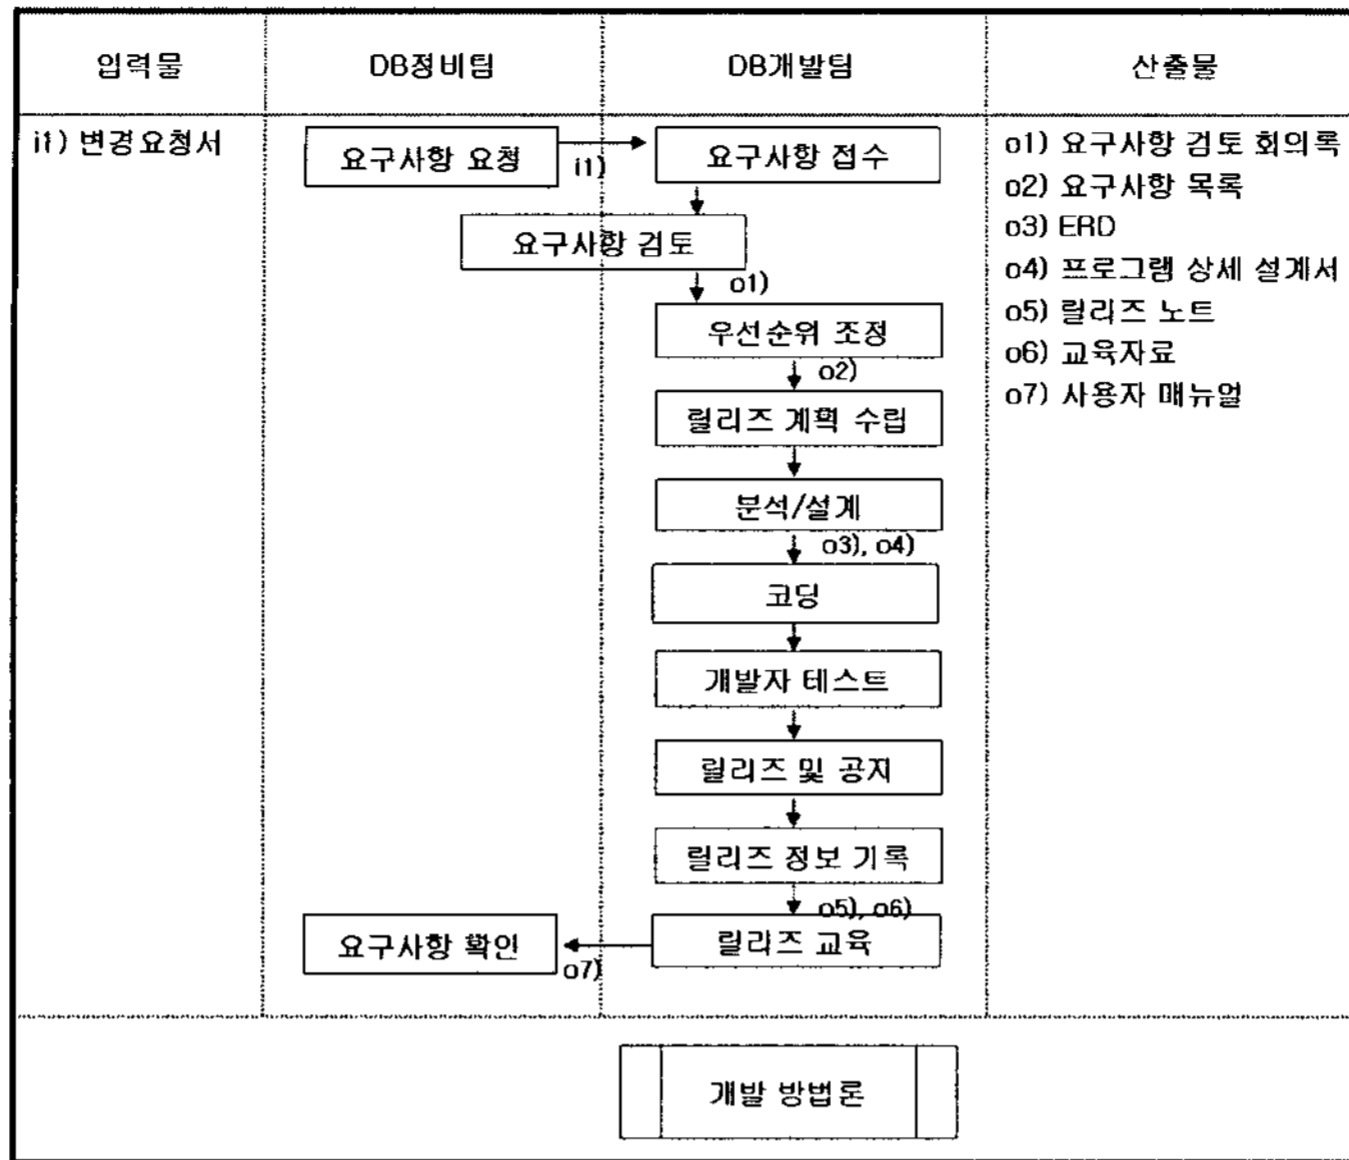 입력물
DB정비팀
DB개발팀
산출물
i1) 변경요청서
요구사항 요청
i1)
요구사항 접수
요구사항 검토
o1)
우선순위 조정
o2)
릴리즈 계획 수립
분석/설계
o3), o4)
코딩
개발자 테스트
릴리즈 및 공지
릴리즈 정보 기록
o5), o6)
릴리즈 교육
o7)
요구사항 확인
o1) 요구사항 검토 회의록
o2) 요구사항 목록
o3) ERD
o4) 프로그램 상세 설계서
o5) 릴리즈 노트
o6) 교육자료
o7) 사용자 매뉴얼
개발 방법론